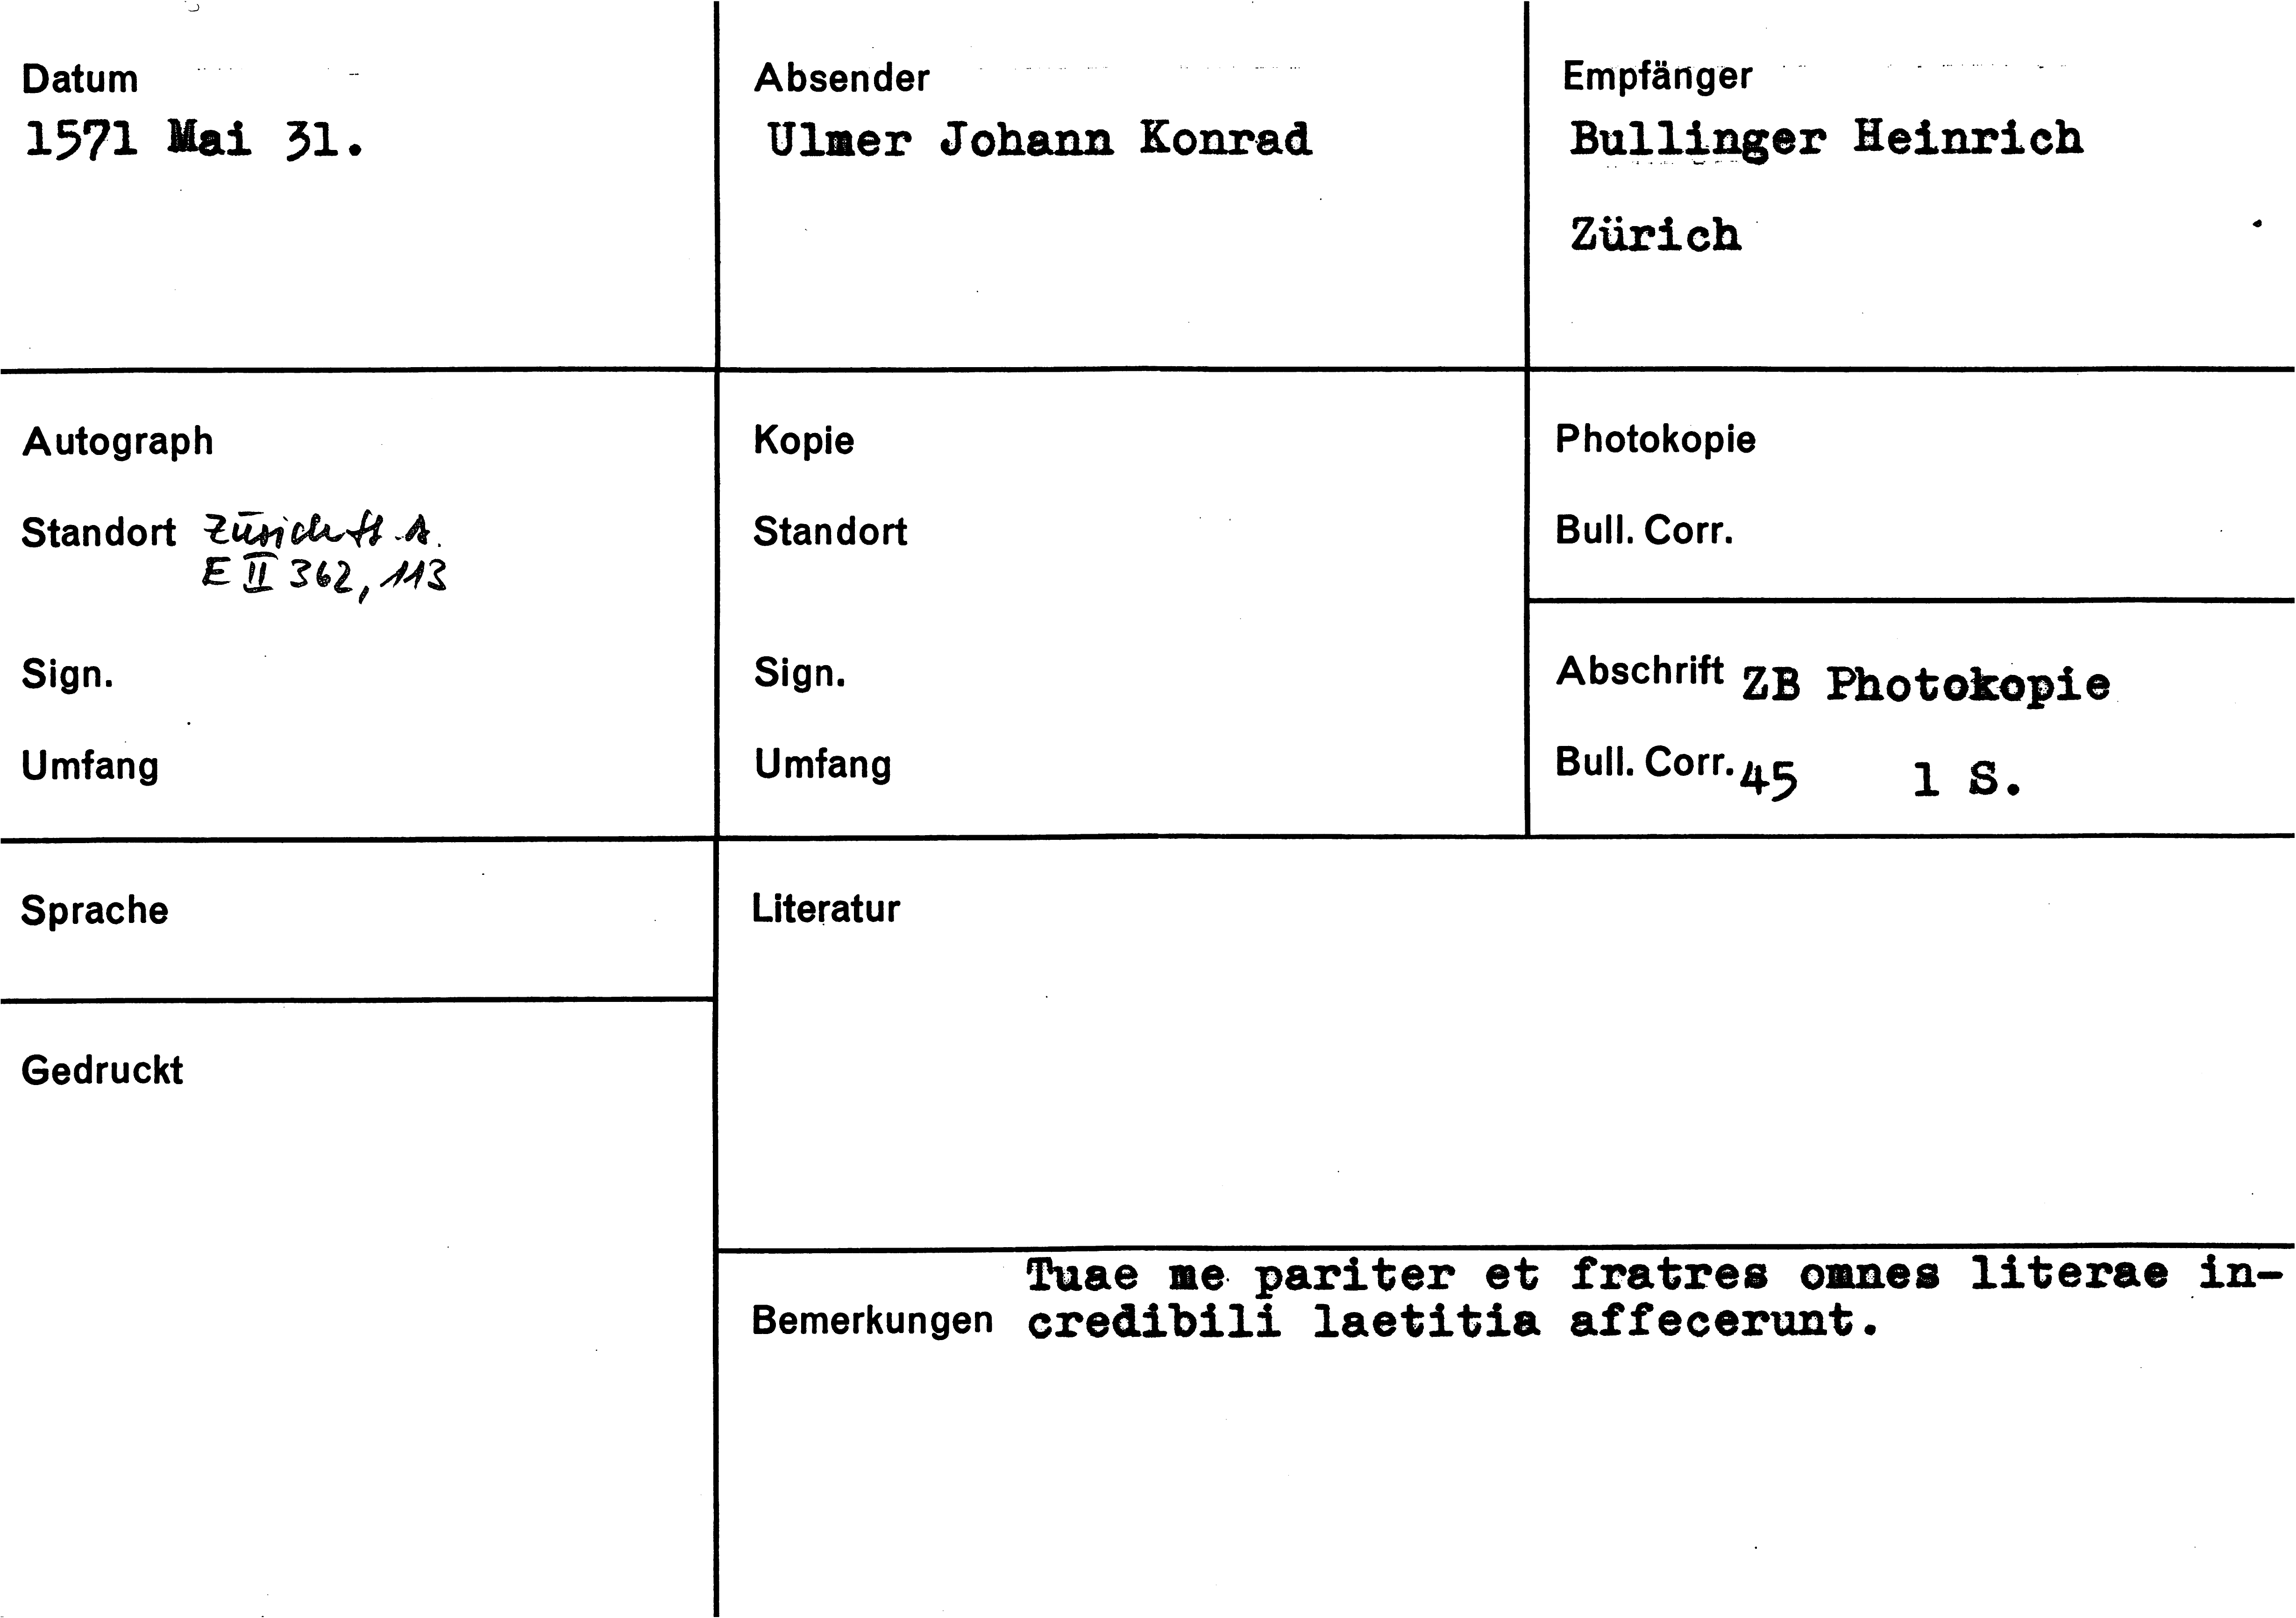 Datum
1571 Mai 31.
Absender
Ulmer Johann Konrad
Empfänger
Bullinger Heinrich
Zürich
Autograph
Standort Zürich St.A.
E II 362, 113
Sign.
Umfang
Kopie
Standort
Sign.
Umfang
Photokopie
Bull. Corr.
Abschrift ZB Photokopie
Bull. Corr. 45 1 S.
Sprache
Gedruckt
Literatur
Tuae me pariter et fratres omnes literae in-
Bemerkungen credibili laetitia affecerunt.